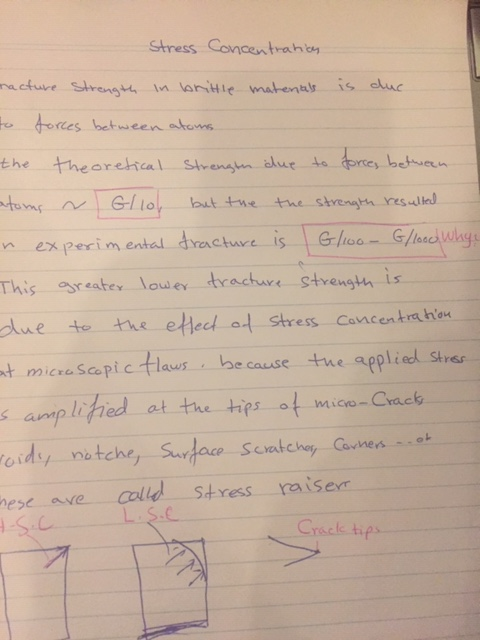 Stress Concentration
racture Strength in brittle materials is due
to forces between atoms
the theoretical Strength due to forces between
atoms ~ G/10, but the the strength resulted
n experimental fracture is G/100 - G/1000 Why?
This greater lower fracture strength is
due to the effect of stress concentration
at microscopic flaws, because the applied stress
s amplified at the tips of micro-Cracks
oids, notche, Surface Scratches, Corners ...
hese are called stress raiser
H.S.C L.S.C Crack tips